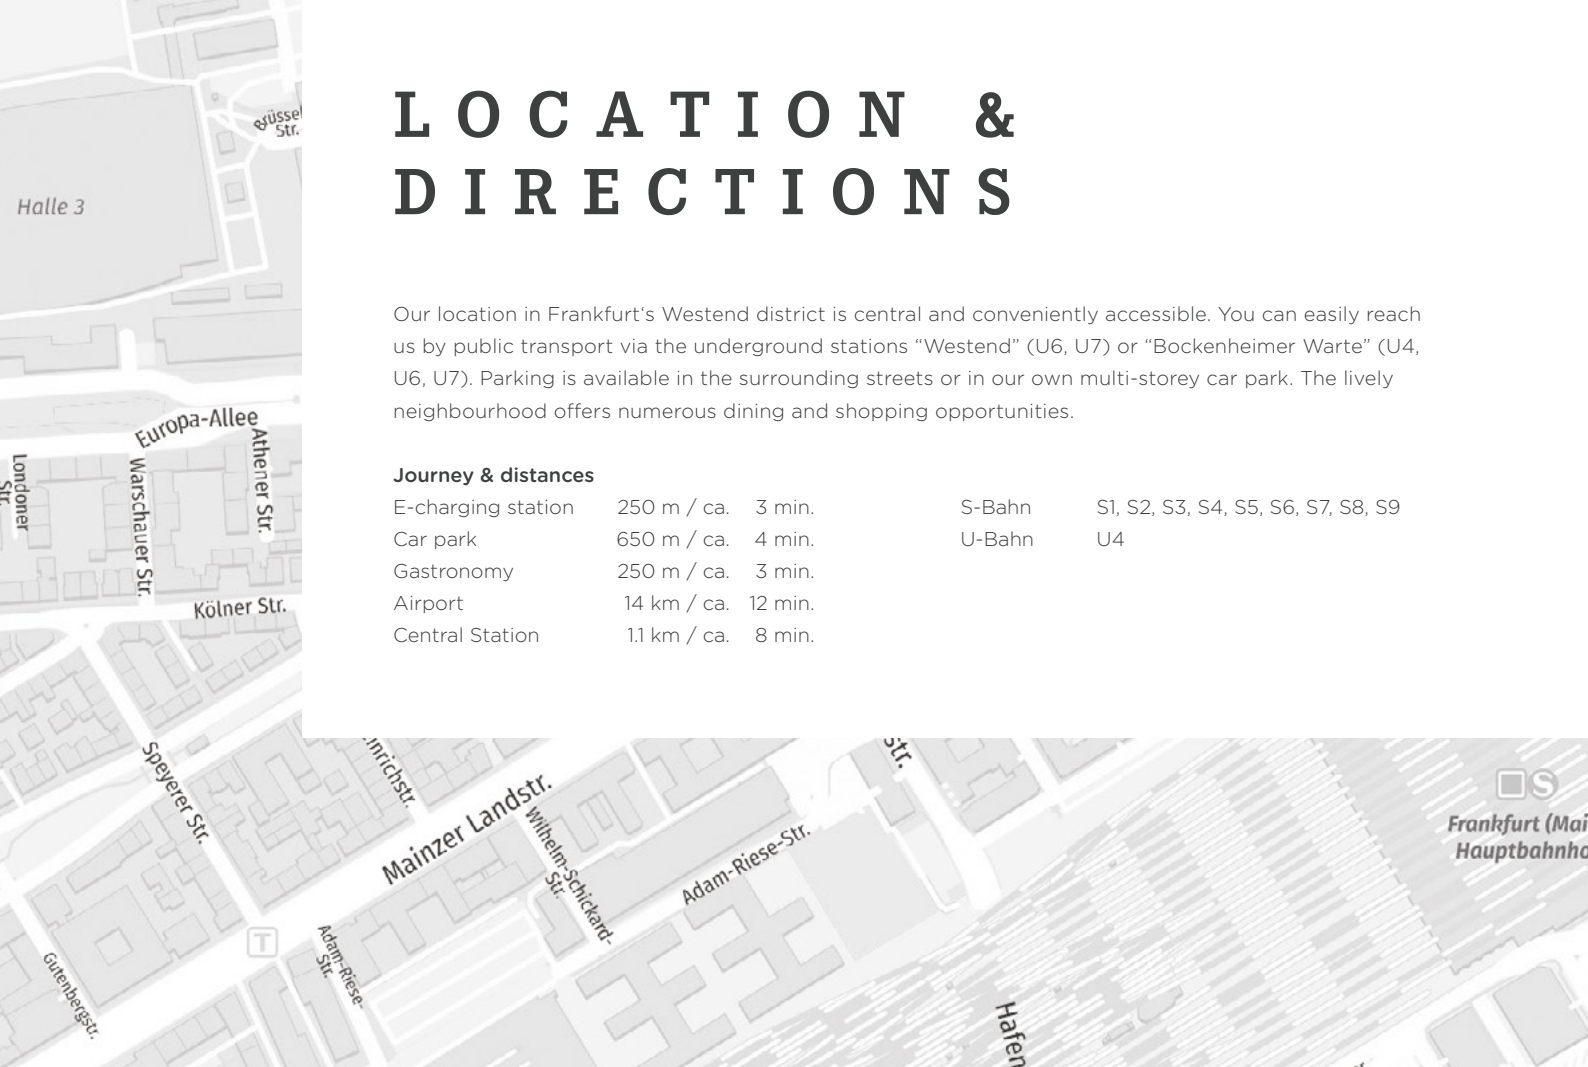 LOCATION &
DIRECTIONS
Our location in Frankfurt‘s Westend district is central and conveniently accessible. You can easily reach
us by public transport via the underground stations “Westend” (U6, U7) or “Bockenheimer Warte” (U4,
U6, U7). Parking is available in the surrounding streets or in our own multi-storey car park. The lively
neighbourhood offers numerous dining and shopping opportunities.
Journey & distances
E-charging station 250 m / ca. 3 min.
Car park 650 m / ca. 4 min.
Gastronomy 250 m / ca. 3 min.
Airport 14 km / ca. 12 min.
Central Station 1.1 km / ca. 8 min.
S-Bahn S1, S2, S3, S4, S5, S6, S7, S8, S9
U-Bahn U4
Brüssel
Str.
Halle 3
Europa-Allee
Athener Str.
Londoner
Str.
Warschauer Str.
Kölner Str.
Speyerer Str.
inrichstr.
Mainzer Landstr.
Wilhelm-Schickard-
Str.
Adam-Riese-Str.
str.
S
Frankfurt (Mai
Hauptbahnho
T
Adam-Riese-
Str.
Gutenbergstr.
Hafen